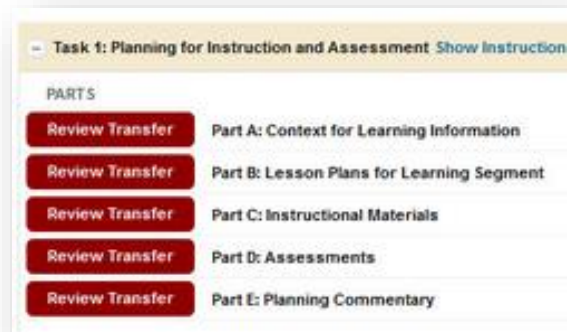 Task 1: Planning for Instruction and Assessment Show Instruction
PARTS
Review Transfer Part A: Context for Learning Information
Review Transfer Part B: Lesson Plans for Learning Segment
Review Transfer Part C: Instructional Materials
Review Transfer Part D: Assessments
Review Transfer Part E: Planning Commentary